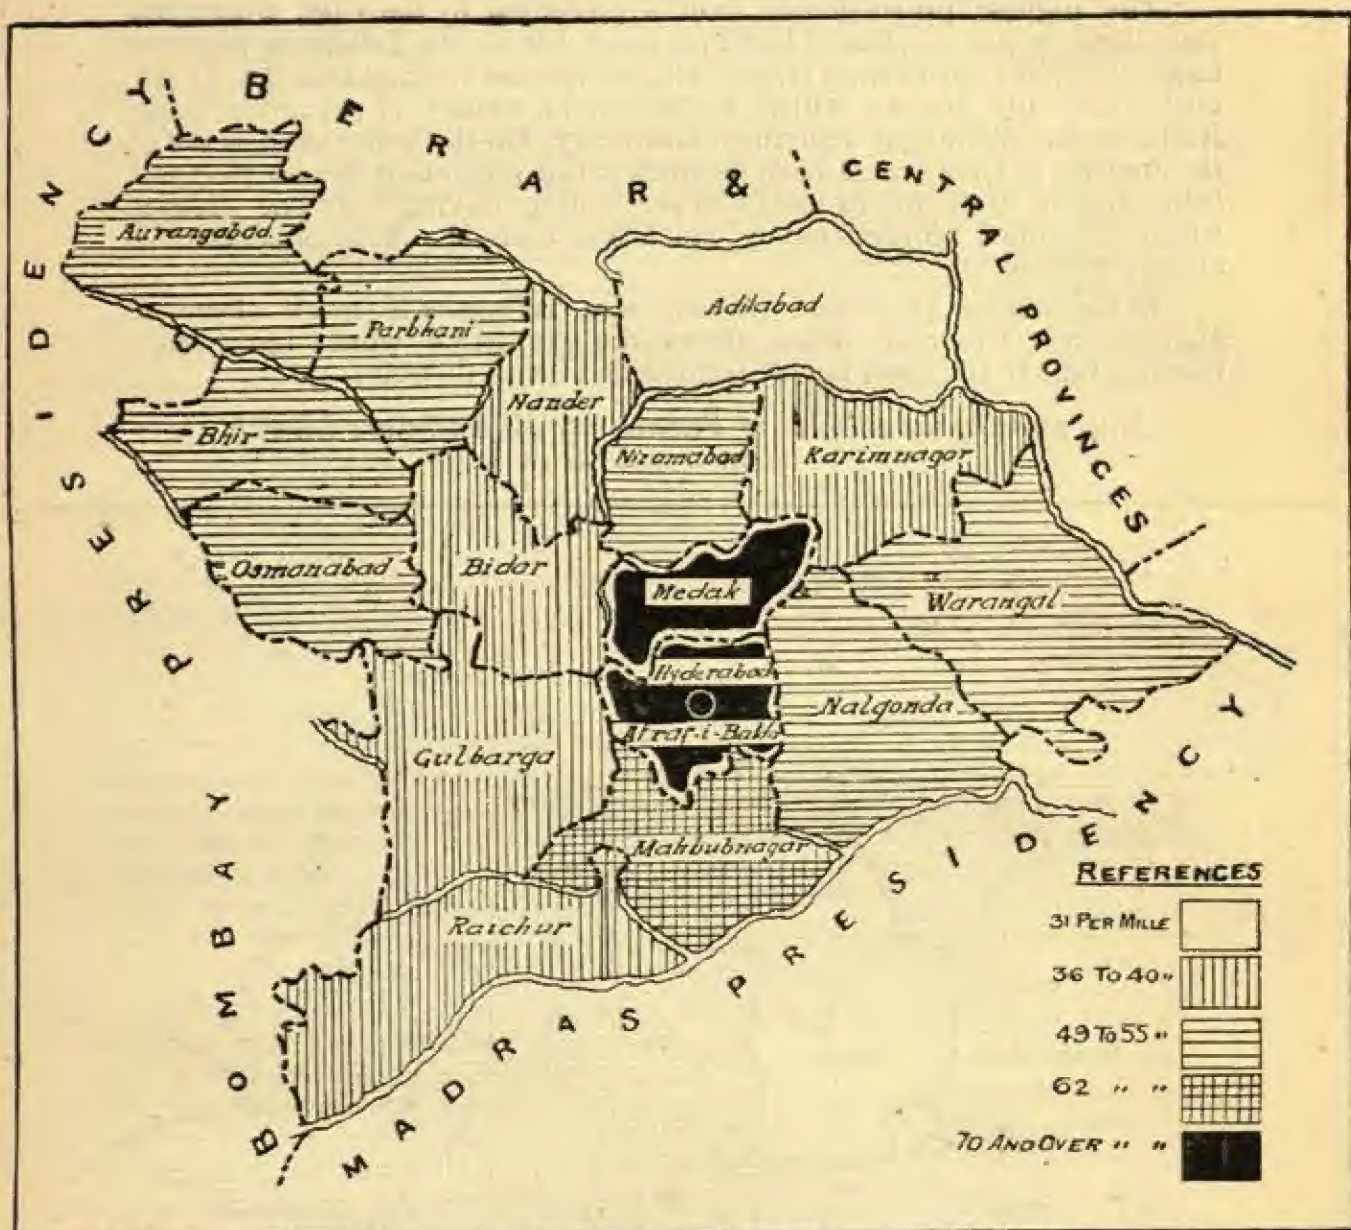 BERAR & CENTRAL PROVINCES
Aurangabad
Adilabad
Parbhani
Nander
Bhir
Nizamabad
Karimnagar
Osmanabad
Bidar
Medak
Warangal
Hyderabad
Nalgonda
Atraf-i-Balda
Gulbarga
Mahbubnagar
Raichur
BOMBAY PRESIDENCY
MADRAS PRESIDENCY
REFERENCES
31 PER MILLE
36 To 40 "
49 To 55 "
62 " "
70 AND OVER " "